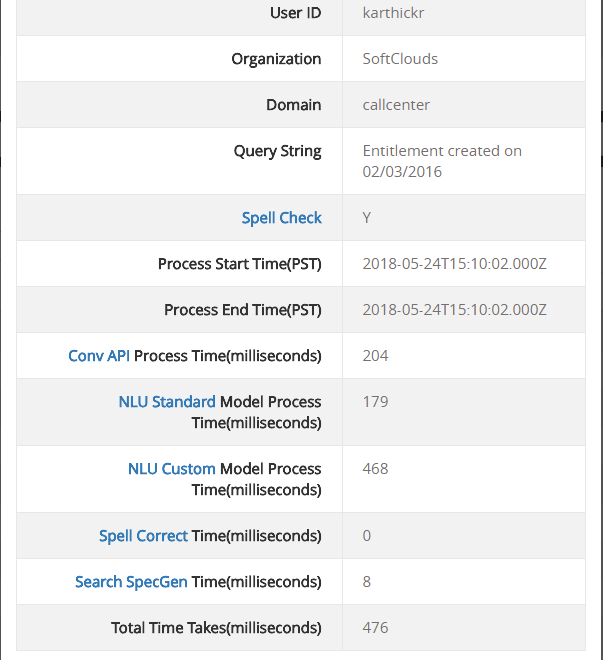 User ID karthickr
Organization SoftClouds
Domain callcenter
Query String Entitlement created on
02/03/2016
Spell Check Y
Process Start Time(PST) 2018-05-24T15:10:02.000Z
Process End Time(PST) 2018-05-24T15:10:02.000Z
Conv API Process Time(milliseconds) 204
NLU Standard Model Process 179
Time(milliseconds)
NLU Custom Model Process 468
Time(milliseconds)
Spell Correct Time(milliseconds) 0
Search SpecGen Time(milliseconds) 8
Total Time Takes(milliseconds) 476